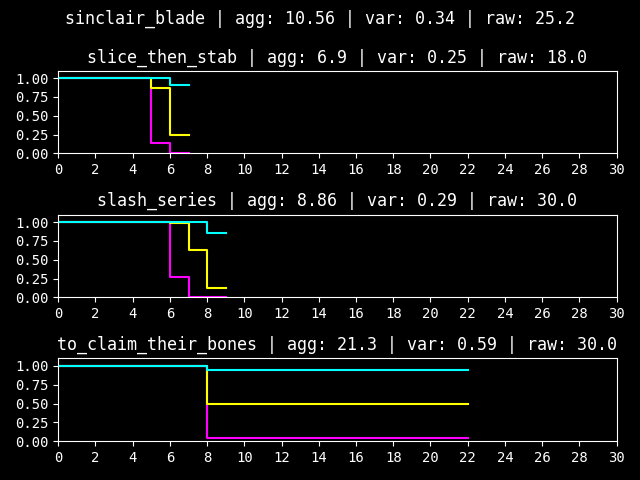 sinclair_blade | agg: 10.56 | var: 0.34 | raw: 25.2
slice_then_stab | agg: 6.9 | var: 0.25 | raw: 18.0
1.00
0.75
0.50
0.25
0.00
0 2 4 6 8 10 12 14 16 18 20 22 24 26 28 30
slash_series | agg: 8.86 | var: 0.29 | raw: 30.0
1.00
0.75
0.50
0.25
0.00
0 2 4 6 8 10 12 14 16 18 20 22 24 26 28 30
to_claim_their_bones | agg: 21.3 | var: 0.59 | raw: 30.0
1.00
0.75
0.50
0.25
0.00
0 2 4 6 8 10 12 14 16 18 20 22 24 26 28 30